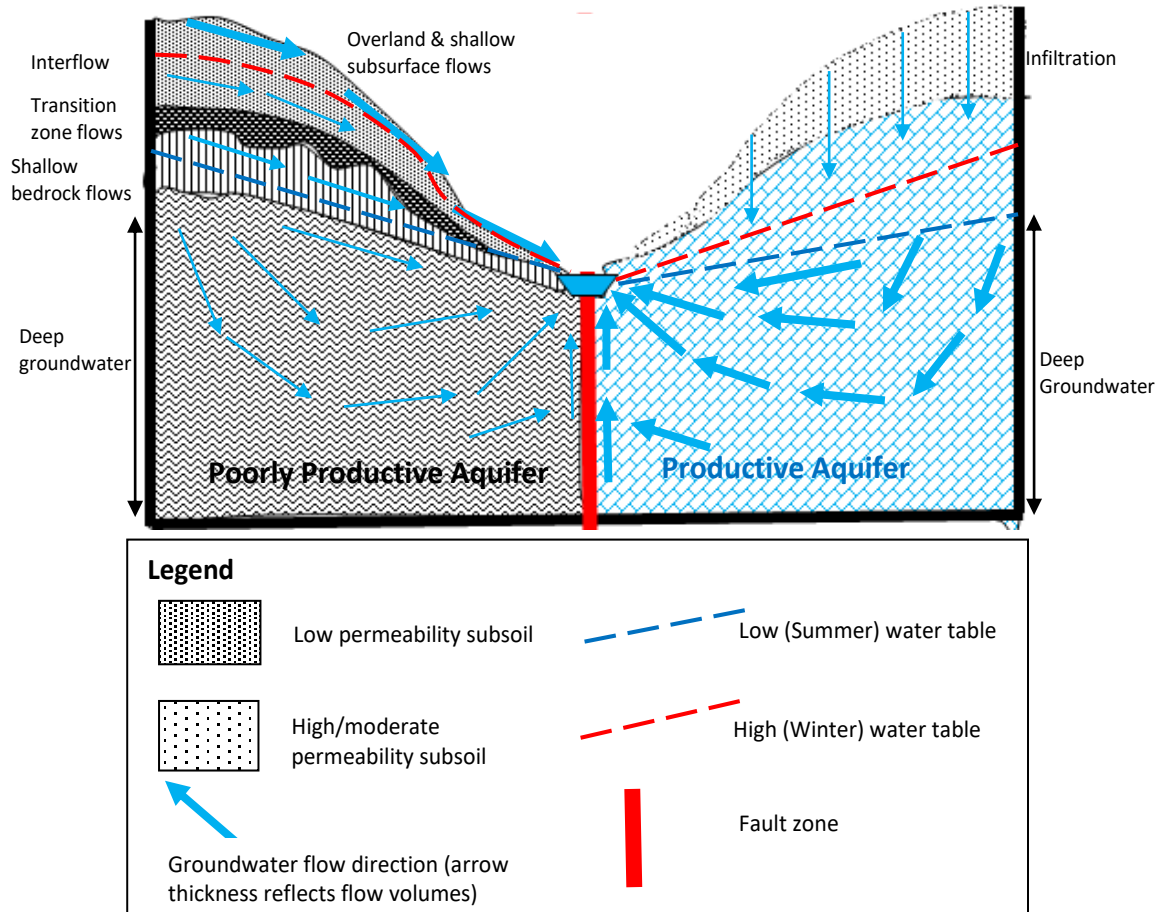 Overland & shallow
subsurface flows
Interflow
Transition
zone flows
Shallow
bedrock flows
Deep
groundwater
Infiltration
Deep
Groundwater
Poorly Productive Aquifer
Productive Aquifer
Legend
Low permeability subsoil
Low (Summer) water table
High/moderate
permeability subsoil
High (Winter) water table
Groundwater flow direction (arrow
thickness reflects flow volumes)
Fault zone